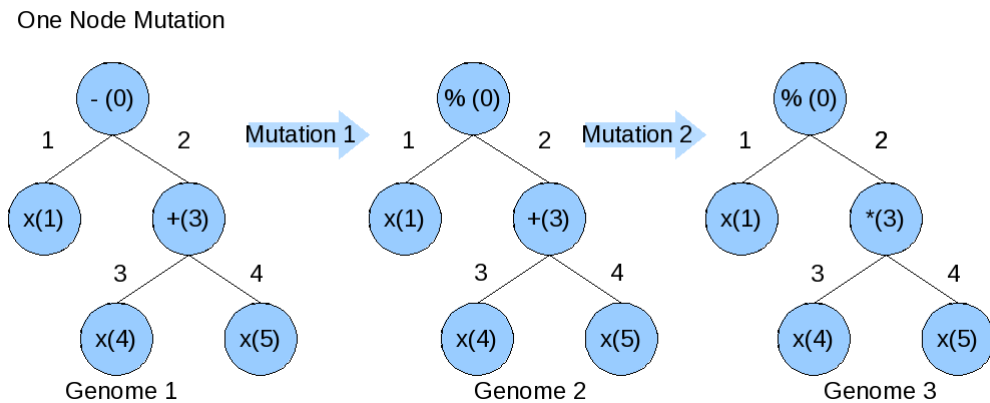 One Node Mutation
- (0)
% (0)
% (0)
1
2
Mutation 1
1
2
Mutation 2
1
2
x(1)
+(3)
x(1)
+(3)
x(1)
*(3)
3
4
3
4
3
4
x(4)
x(5)
x(4)
x(5)
x(4)
x(5)
Genome 1
Genome 2
Genome 3